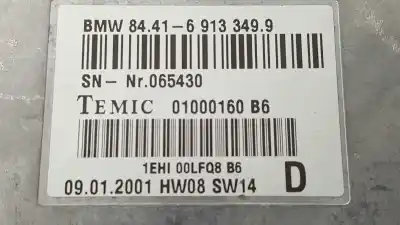 BMW 84.41-6 913 349.9
SN- Nr.065430
TEMIC 01000160 B6
1EHI 00LFQ8 B6
09.01.2001 HW08 SW14 D